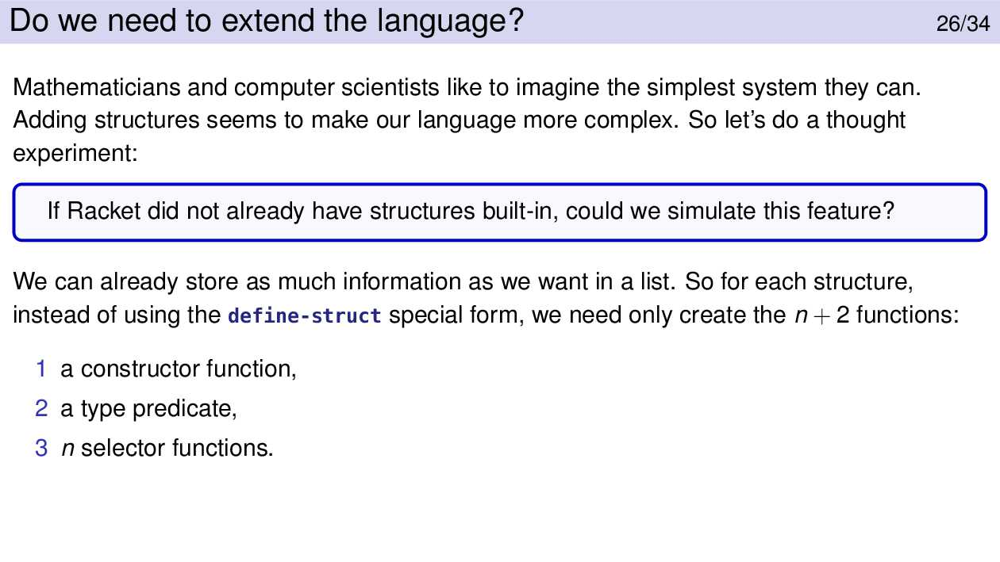 Do we need to extend the language?
26/34
Mathematicians and computer scientists like to imagine the simplest system they can.
Adding structures seems to make our language more complex. So let’s do a thought
experiment:
If Racket did not already have structures built-in, could we simulate this feature?
We can already store as much information as we want in a list. So for each structure,
instead of using the define-struct special form, we need only create the n + 2 functions:
1 a constructor function,
2 a type predicate,
3 n selector functions.